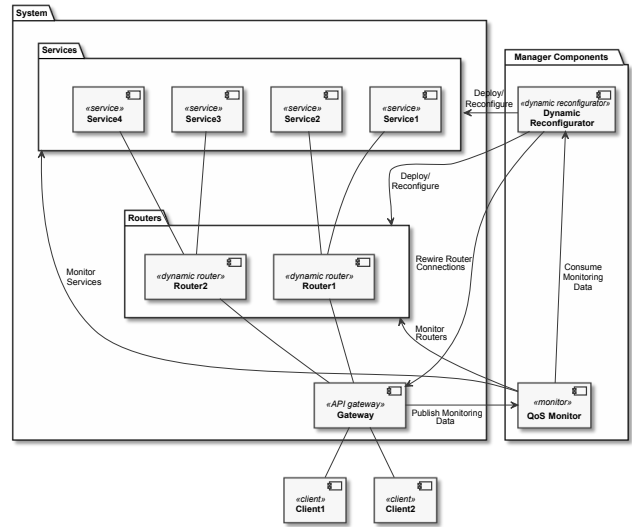 System
Services
Manager Components
«service»
Service4
«service»
Service3
«service»
Service2
«service»
Service1
Deploy/
Reconfigure
«dynamic reconfigurator»
Dynamic
Reconfigurator
Deploy/
Reconfigure
Routers
«dynamic router»
Router2
«dynamic router»
Router1
Monitor
Services
Rewire Router
Connections
Consume
Monitoring
Data
Monitor
Routers
«API gateway»
Gateway
Publish Monitoring
Data
«monitor»
QoS Monitor
«client»
Client1
«client»
Client2